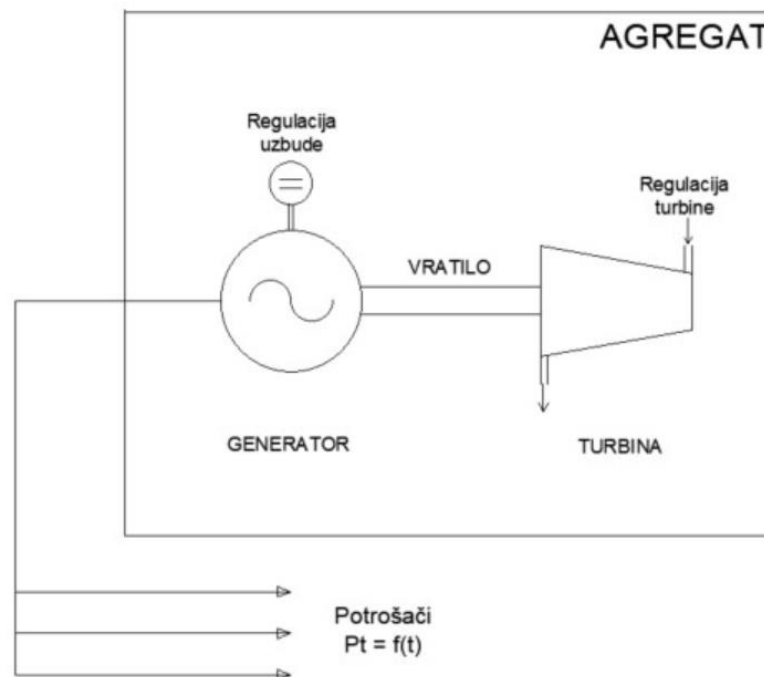 AGREGAT
Regulacija
uzbude
Regulacija
turbine
VRATILO
GENERATOR
TURBINA
Potrošači
Pt = f(t)